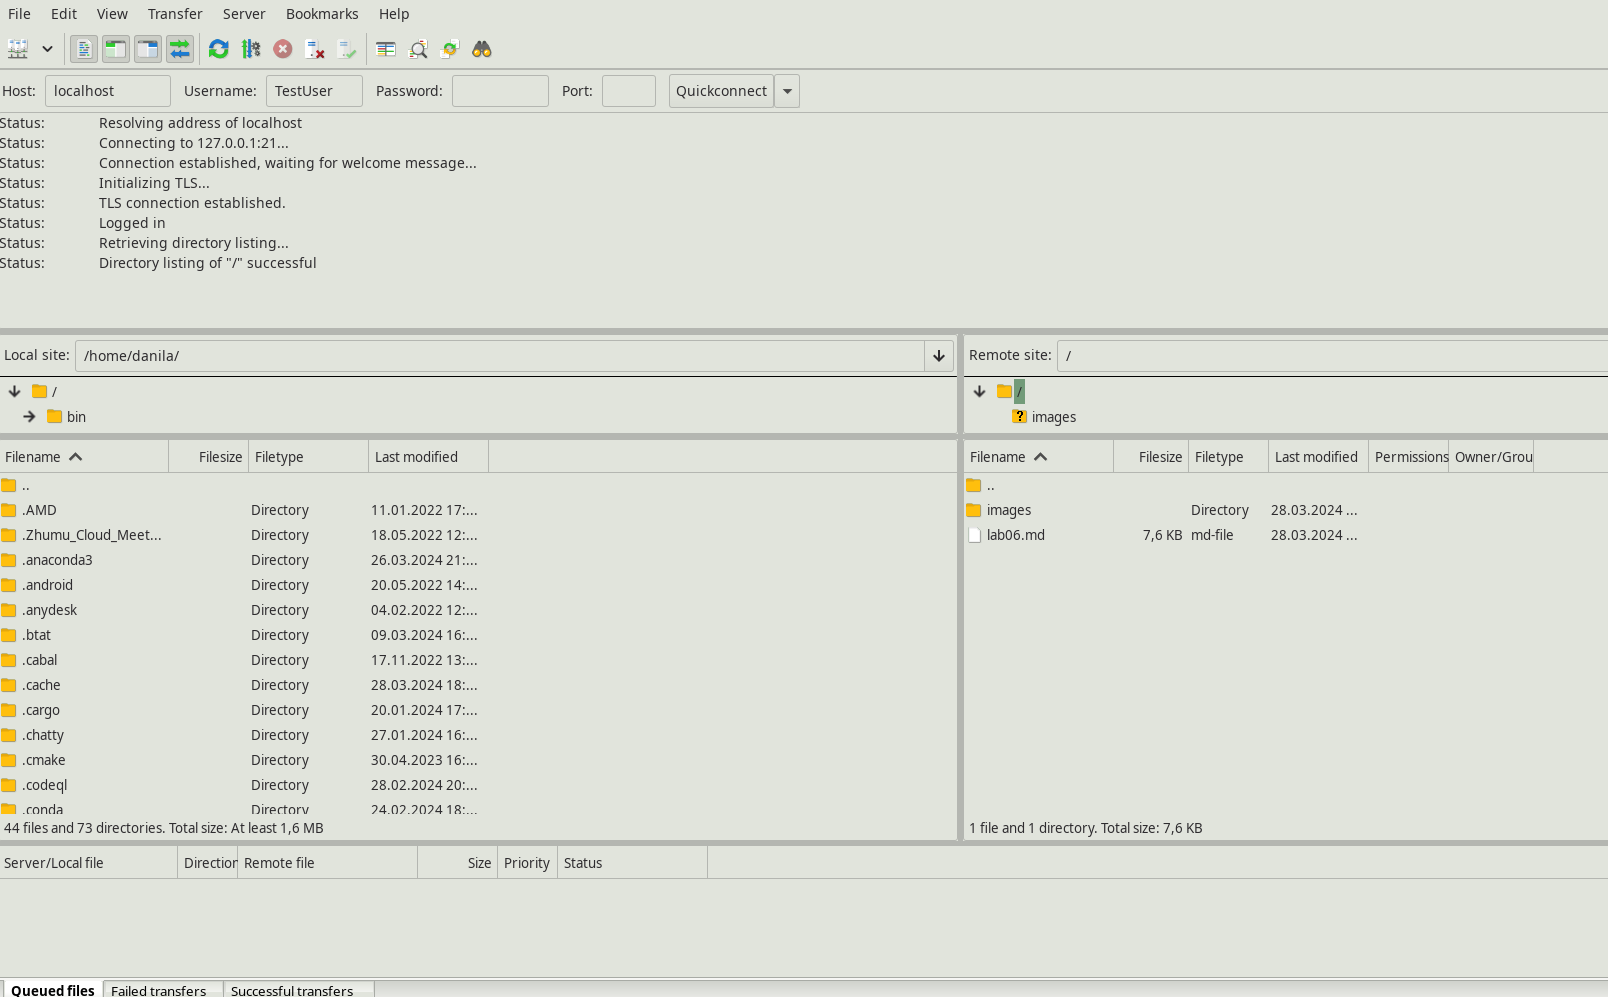 File Edit View Transfer Server Bookmarks Help
Host: localhost Username: TestUser Password: Port: Quickconnect
Status: Resolving address of localhost
Status: Connecting to 127.0.0.1:21...
Status: Connection established, waiting for welcome message...
Status: Initializing TLS...
Status: TLS connection established.
Status: Logged in
Status: Retrieving directory listing...
Status: Directory listing of "/" successful
Local site: /home/danila/
/
bin
Filename Filesize Filetype Last modified
..
.AMD Directory 11.01.2022 17:...
.Zhumu_Cloud_Meet... Directory 18.05.2022 12:...
.anaconda3 Directory 26.03.2024 21:...
.android Directory 20.05.2022 14:...
.anydesk Directory 04.02.2022 12:...
.btat Directory 09.03.2024 16:...
.cabal Directory 17.11.2022 13:...
.cache Directory 28.03.2024 18:...
.cargo Directory 20.01.2024 17:...
.chatty Directory 27.01.2024 16:...
.cmake Directory 30.04.2023 16:...
.codeql Directory 28.02.2024 20:...
.conda Directory 24.02.2024 18:...
44 files and 73 directories. Total size: At least 1,6 MB
Remote site: /
/
? images
Filename Filesize Filetype Last modified Permissions Owner/Grou
..
images Directory 28.03.2024 ...
lab06.md 7,6 KB md-file 28.03.2024 ...
1 file and 1 directory. Total size: 7,6 KB
Server/Local file Direction Remote file Size Priority Status
Queued files Failed transfers Successful transfers